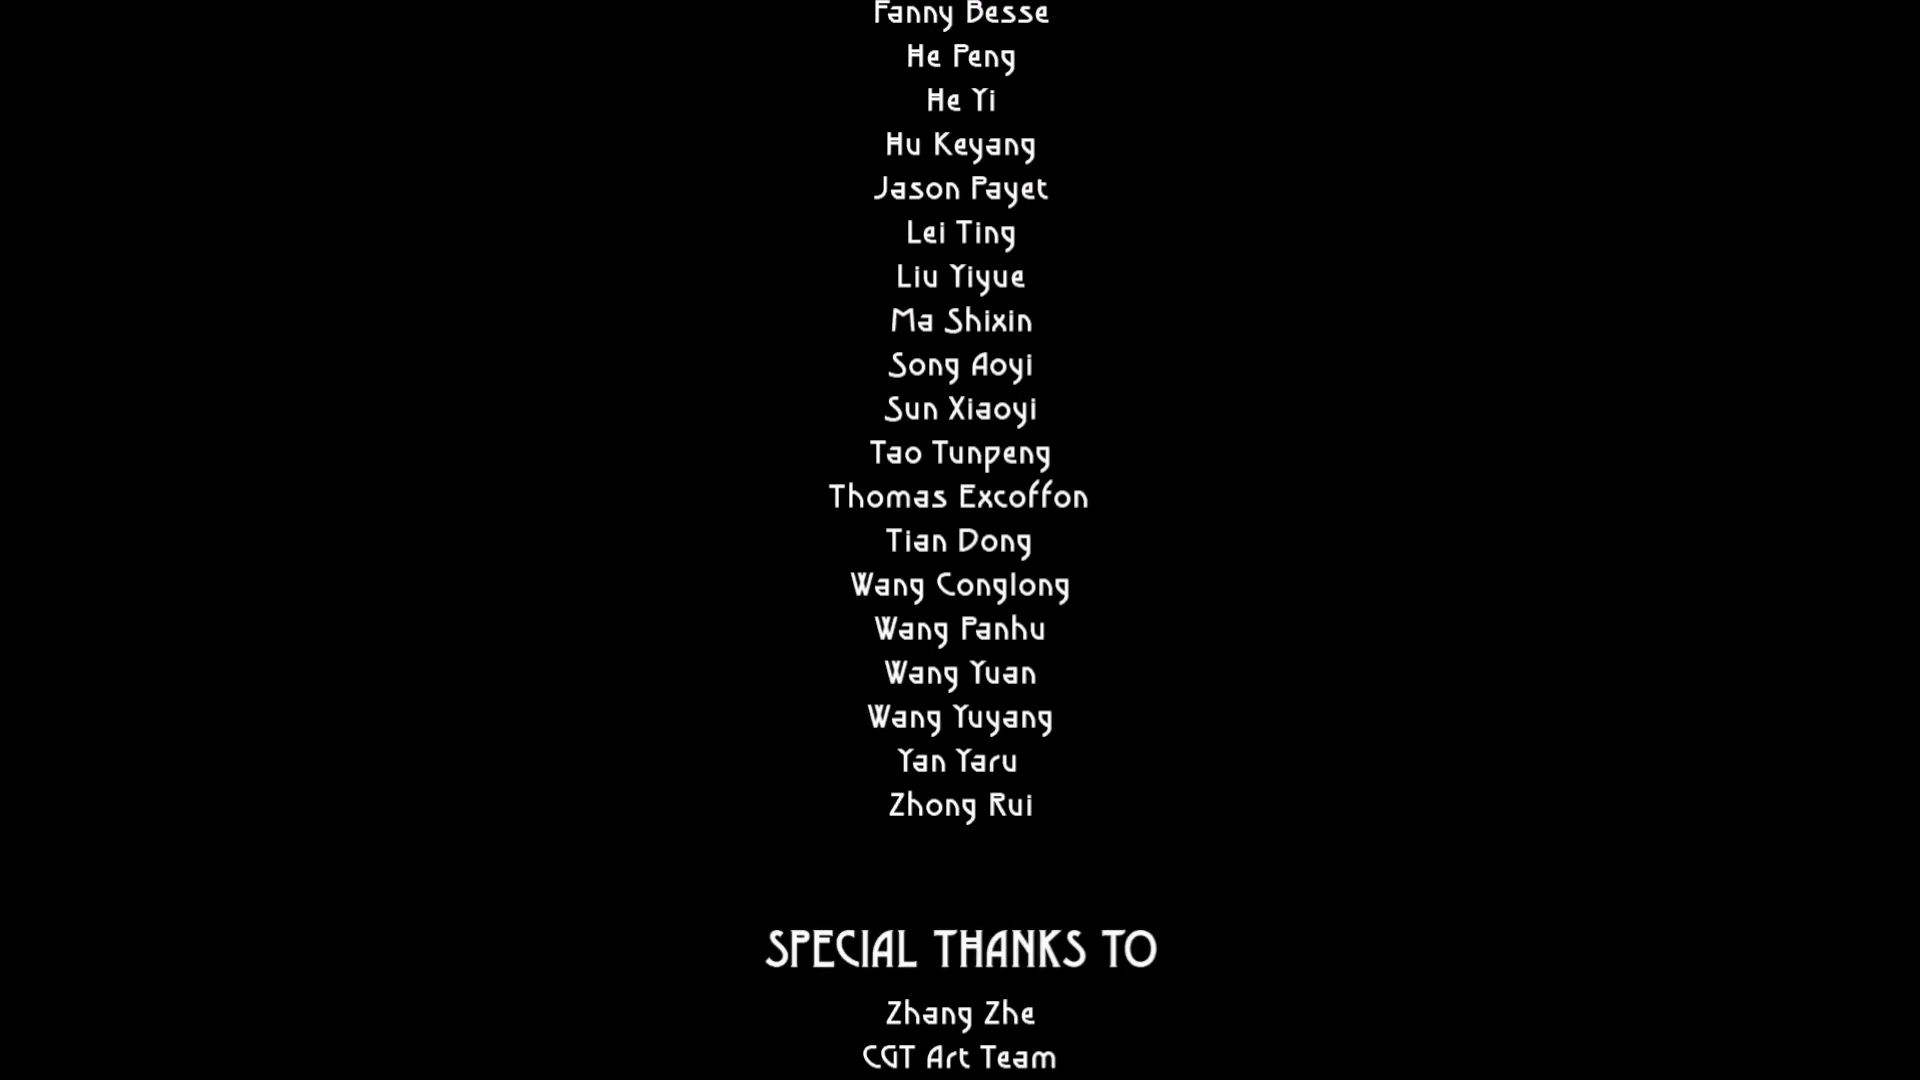 Fanny Besse
He Peng
He Yi
Hu Keyang
Jason Payet
Lei Ting
Liu Yiyue
Ma Shixin
Song Aoyi
Sun Xiaoyi
Tao Tunpeng
Thomas Excoffon
Tian Dong
Wang Conglong
Wang Panhu
Wang Yuan
Wang Yuyang
Yan Yaru
Zhong Rui
SPECIAL THANKS TO
Zhang Zhe
CGT Art Team